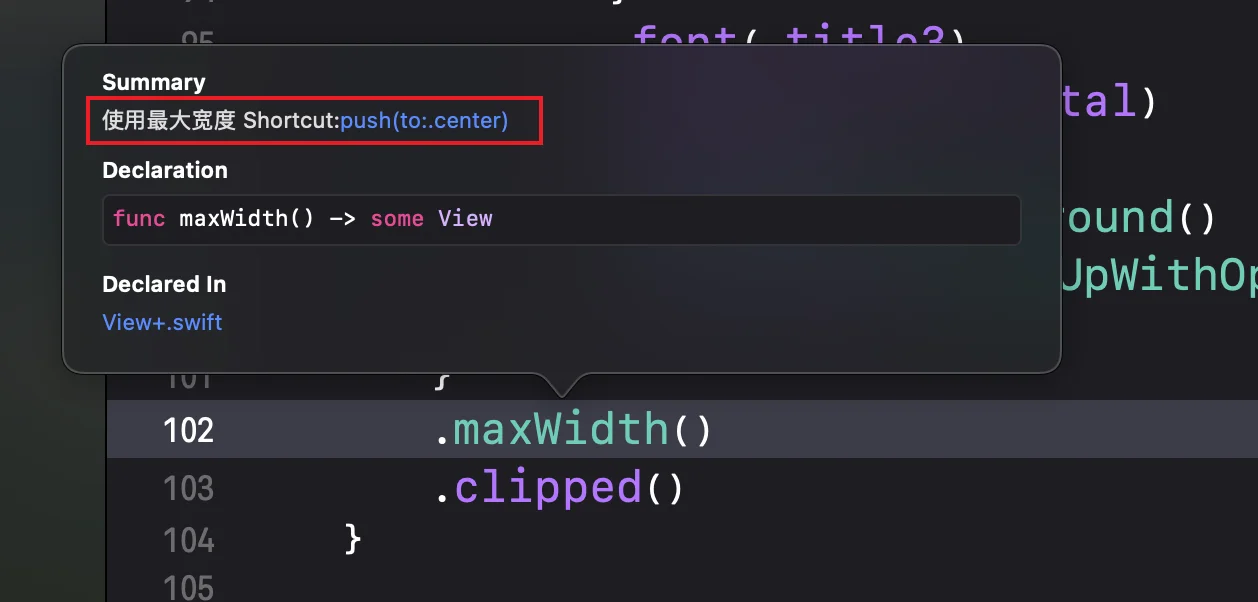 95
font(.title3)
Summary
使用最大宽度 Shortcut:push(to:.center)
tal)
Declaration
func maxWidth() -> some View
round()
UpWithOp
Declared In
View+.swift
101 }
102 .maxWidth()
103 .clipped()
104 }
105